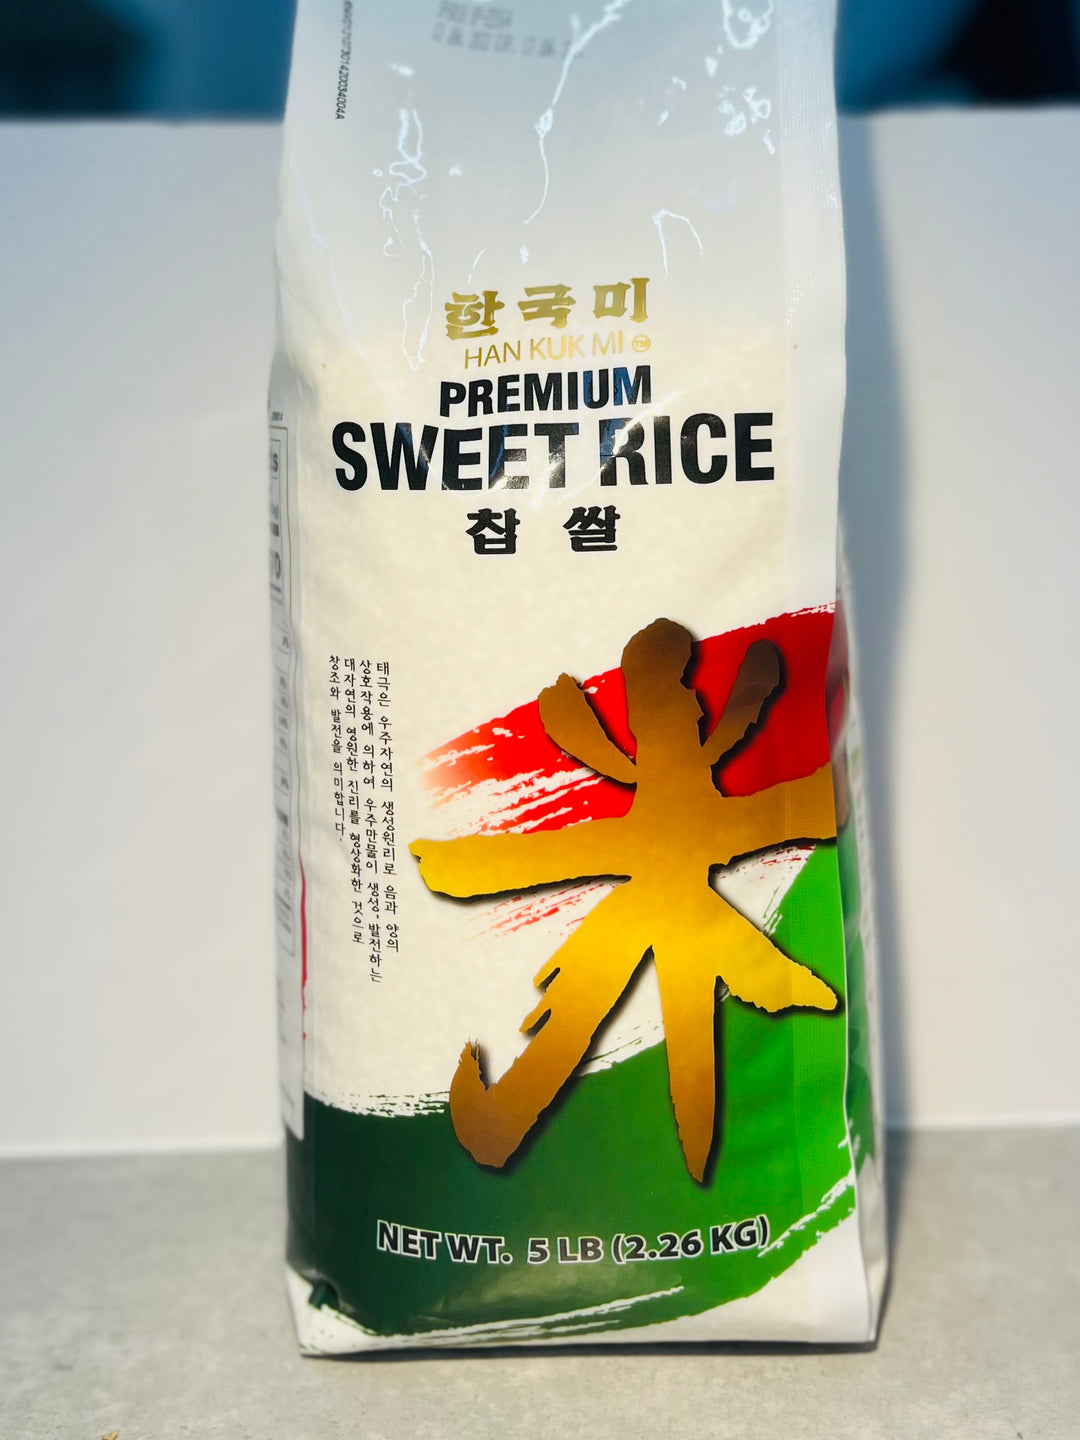 한국미
HAN KUK MI TM
PREMIUM
SWEET RICE
찹쌀
태극은 우주자연의 생성원리로 음과 양의
상호작용에 의하여 우주만물이 생성, 발전하는
대자연의 영원한 진리를 형상화한 것으로
창조와 발전을 의미합니다.
米
NET WT. 5 LB (2.26 KG)